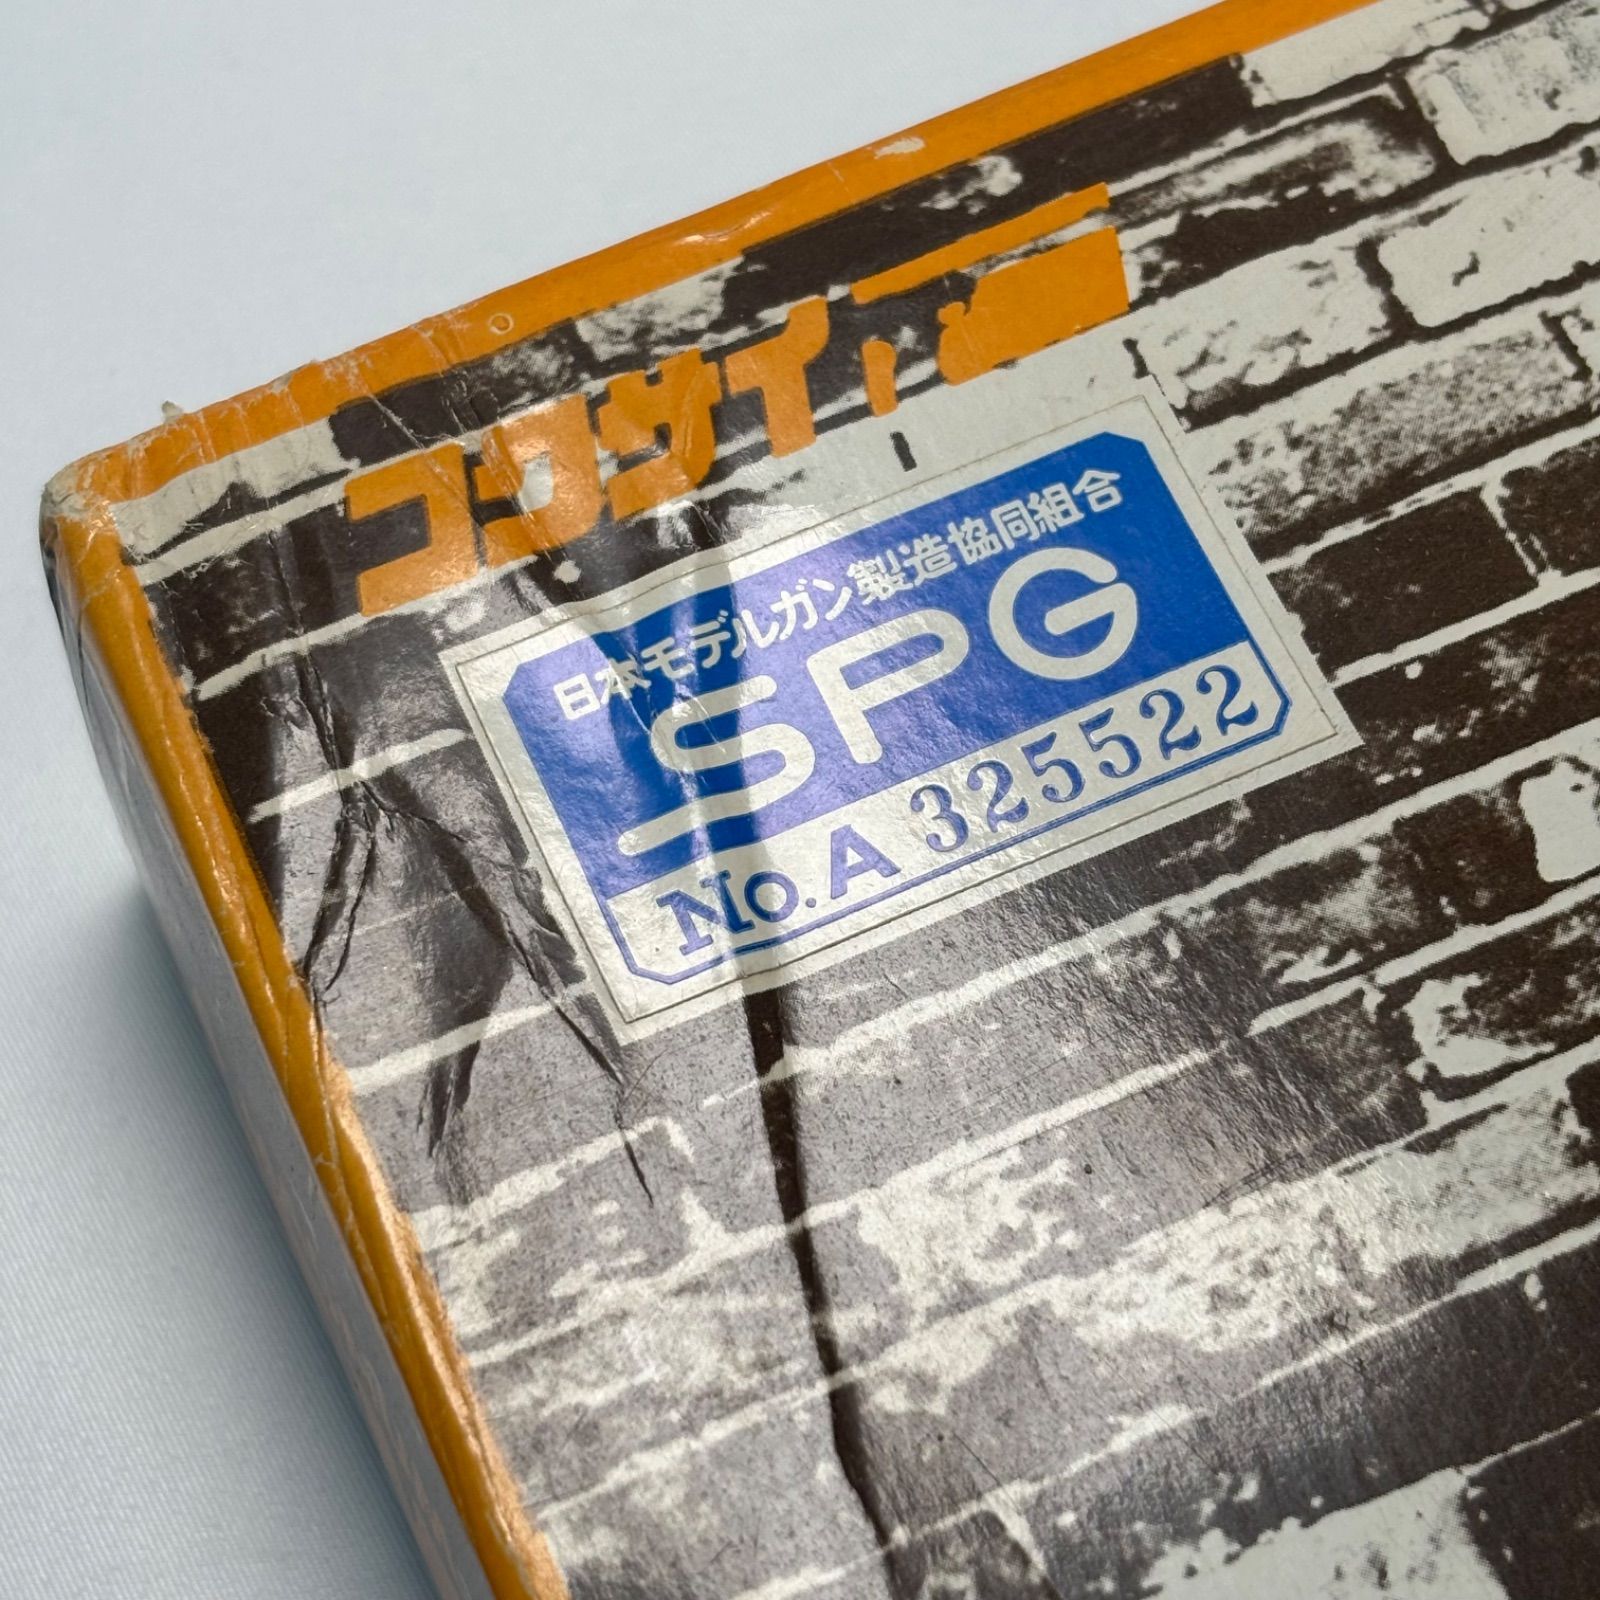 コクサイ
日本モデルガン製造協同組合
SPG
No.A 325522